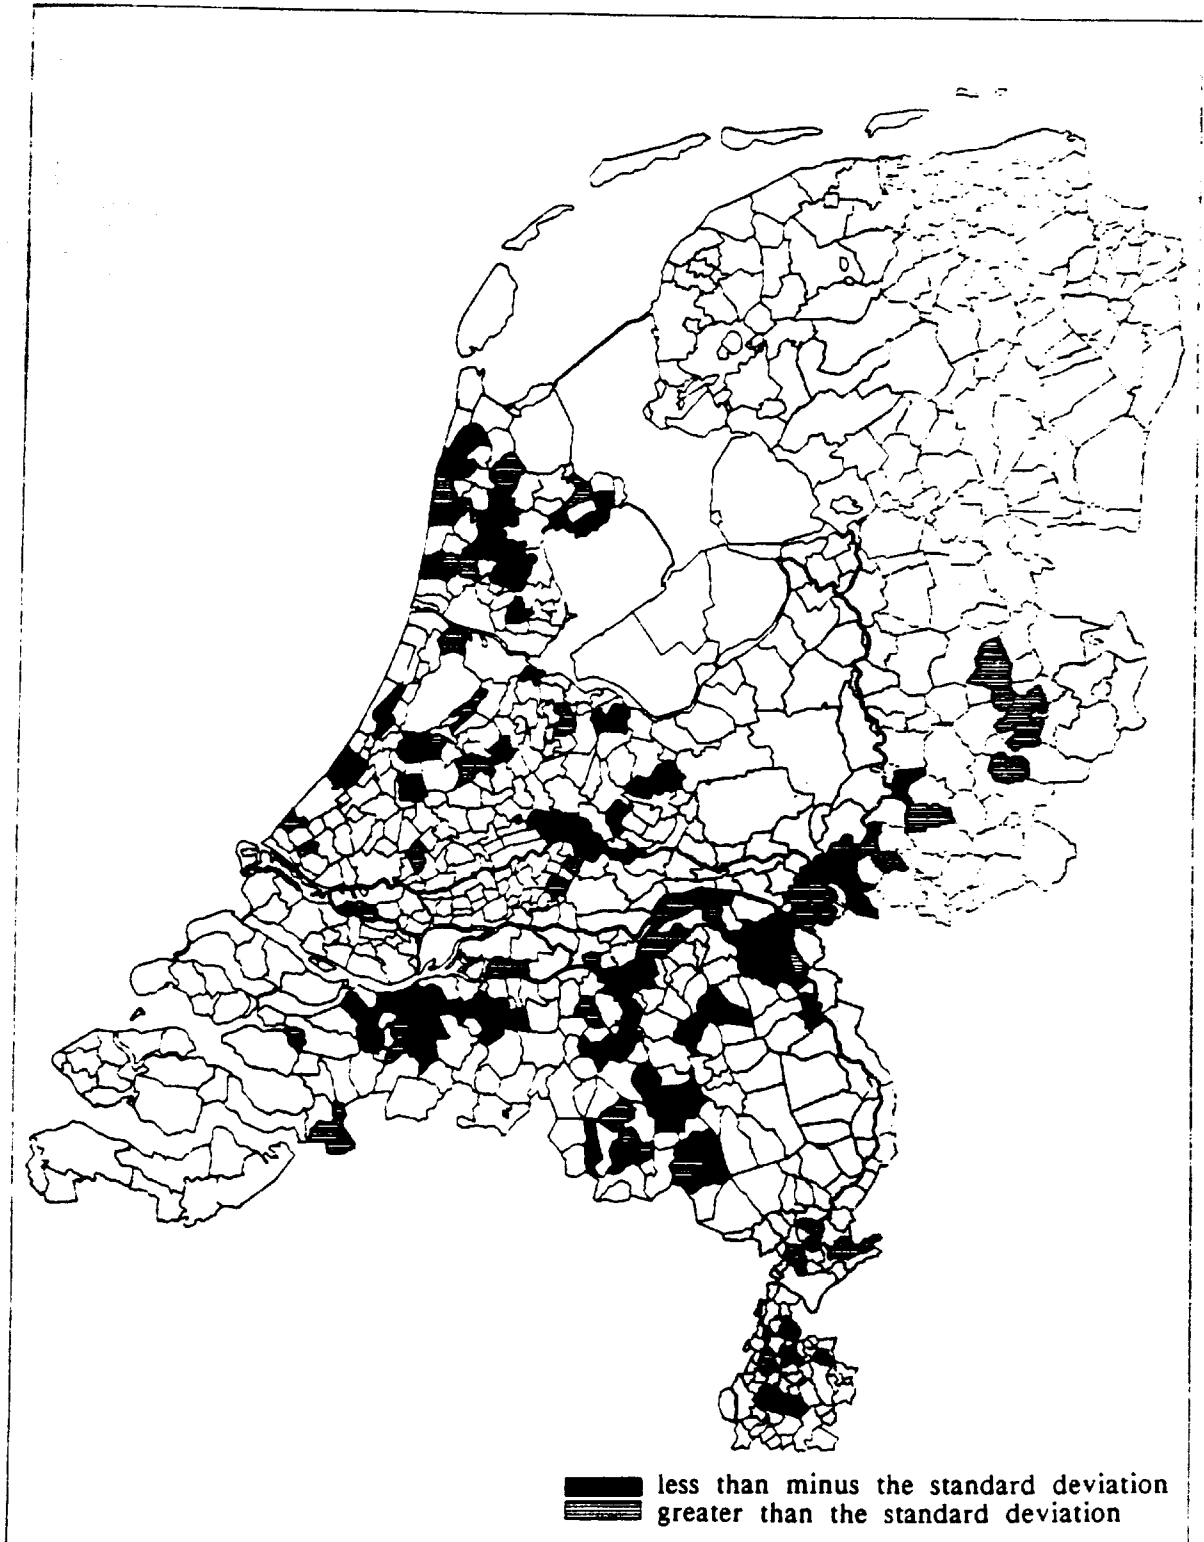 less than minus the standard deviation
greater than the standard deviation